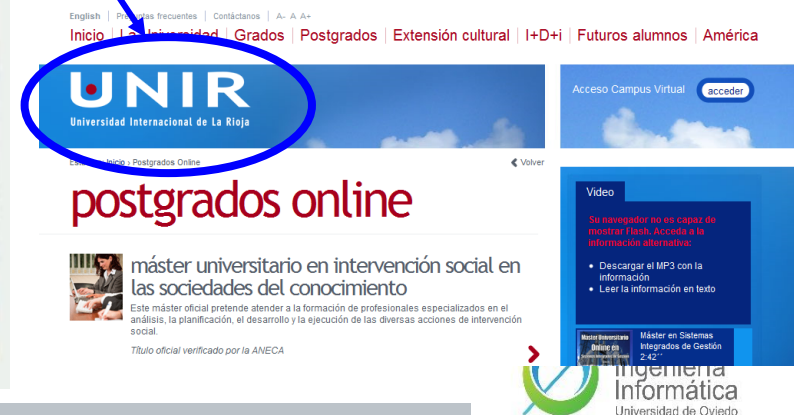 English | Preguntas frecuentes | Contáctanos | A- A A+
Inicio | La Universidad | Grados | Postgrados | Extensión cultural | I+D+i | Futuros alumnos | América
UNIR
Universidad Internacional de La Rioja
Acceso Campus Virtual acceder
Inicio › Postgrados Online
Volver
postgrados online
máster universitario en intervención social en
las sociedades del conocimiento
Este máster oficial pretende atender a la formación de profesionales especializados en el
análisis, la planificación, el desarrollo y la ejecución de las diversas acciones de intervención
social.
Título oficial verificado por la ANECA
Video
Su navegador no es capaz de
mostrar Flash. Acceda a la
información alternativa:
Descargar el MP3 con la
información
Leer la información en texto
Máster Universitario
Online en
Máster en Sistemas
Integrados de Gestión
2:42''
Ingeniería
Informática
Universidad de Oviedo